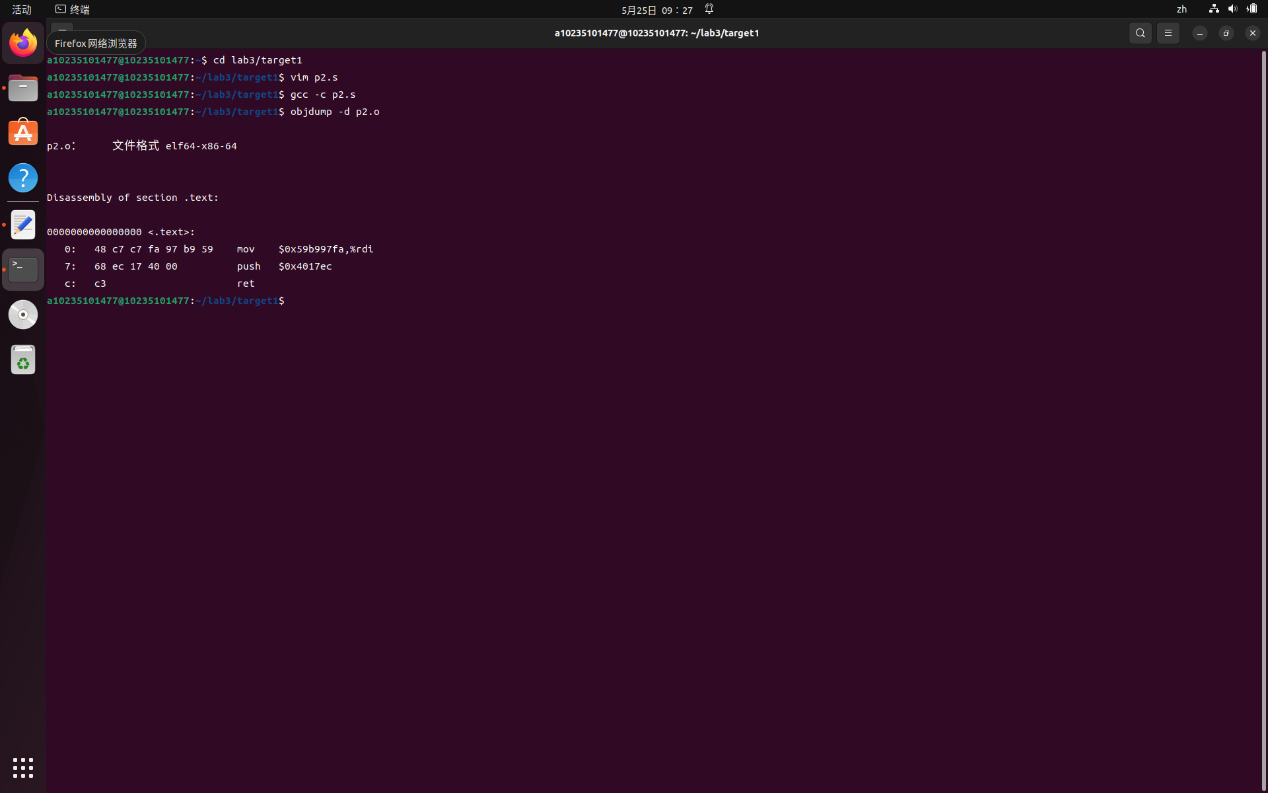 活动
终端
5月25日 09：27
zh
a10235101477@10235101477: ~/lab3/target1
Firefox 网络浏览器
a10235101477@10235101477:~$ cd lab3/target1
a10235101477@10235101477:~/lab3/target1$ vim p2.s
a10235101477@10235101477:~/lab3/target1$ gcc -c p2.s
a10235101477@10235101477:~/lab3/target1$ objdump -d p2.o
p2.o：     文件格式 elf64-x86-64
Disassembly of section .text:
0000000000000000 <.text>:
   0:   48 c7 c7 fa 97 b9 59    mov    $0x59b997fa,%rdi
   7:   68 ec 17 40 00          push   $0x4017ec
   c:   c3                      ret
a10235101477@10235101477:~/lab3/target1$